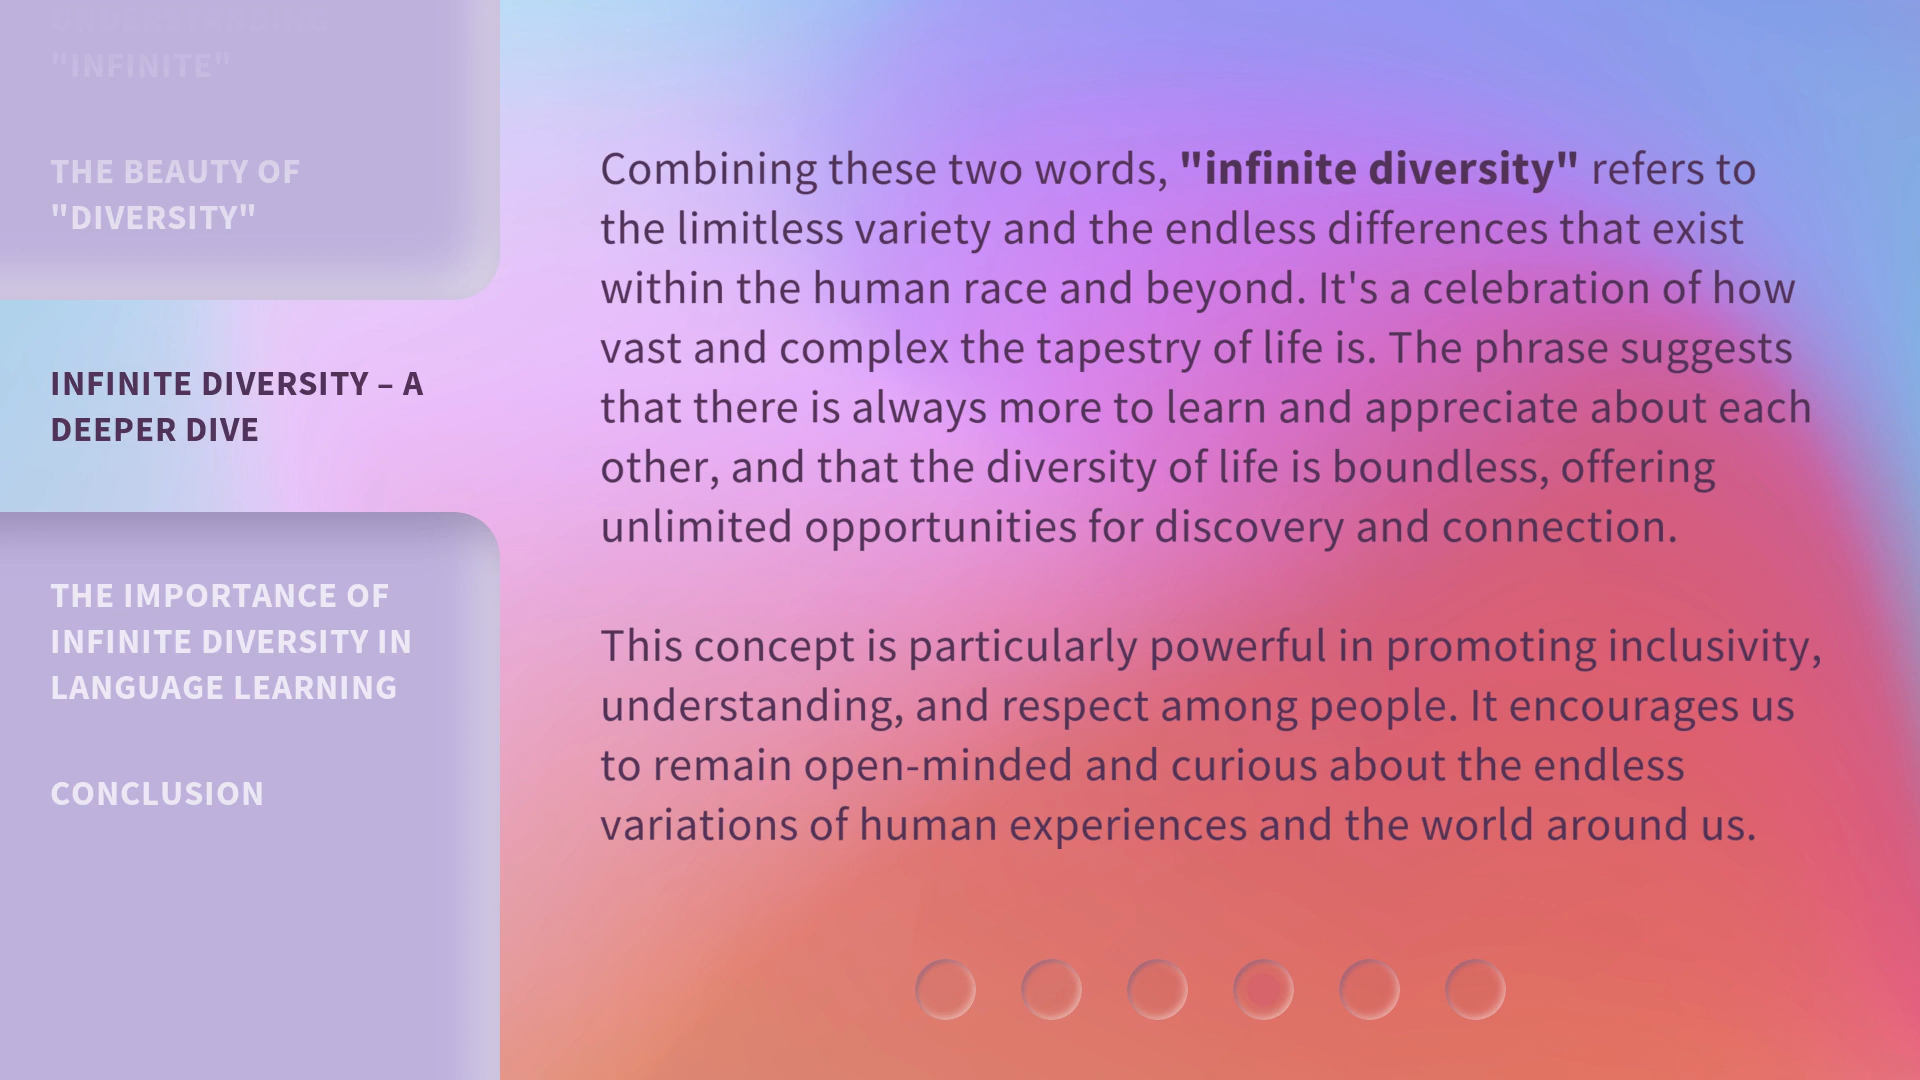 UNDERSTANDING
"INFINITE"
THE BEAUTY OF
"DIVERSITY"
INFINITE DIVERSITY – A
DEEPER DIVE
THE IMPORTANCE OF
INFINITE DIVERSITY IN
LANGUAGE LEARNING
CONCLUSION
Combining these two words, "infinite diversity" refers to
the limitless variety and the endless differences that exist
within the human race and beyond. It's a celebration of how
vast and complex the tapestry of life is. The phrase suggests
that there is always more to learn and appreciate about each
other, and that the diversity of life is boundless, offering
unlimited opportunities for discovery and connection.
This concept is particularly powerful in promoting inclusivity,
understanding, and respect among people. It encourages us
to remain open-minded and curious about the endless
variations of human experiences and the world around us.